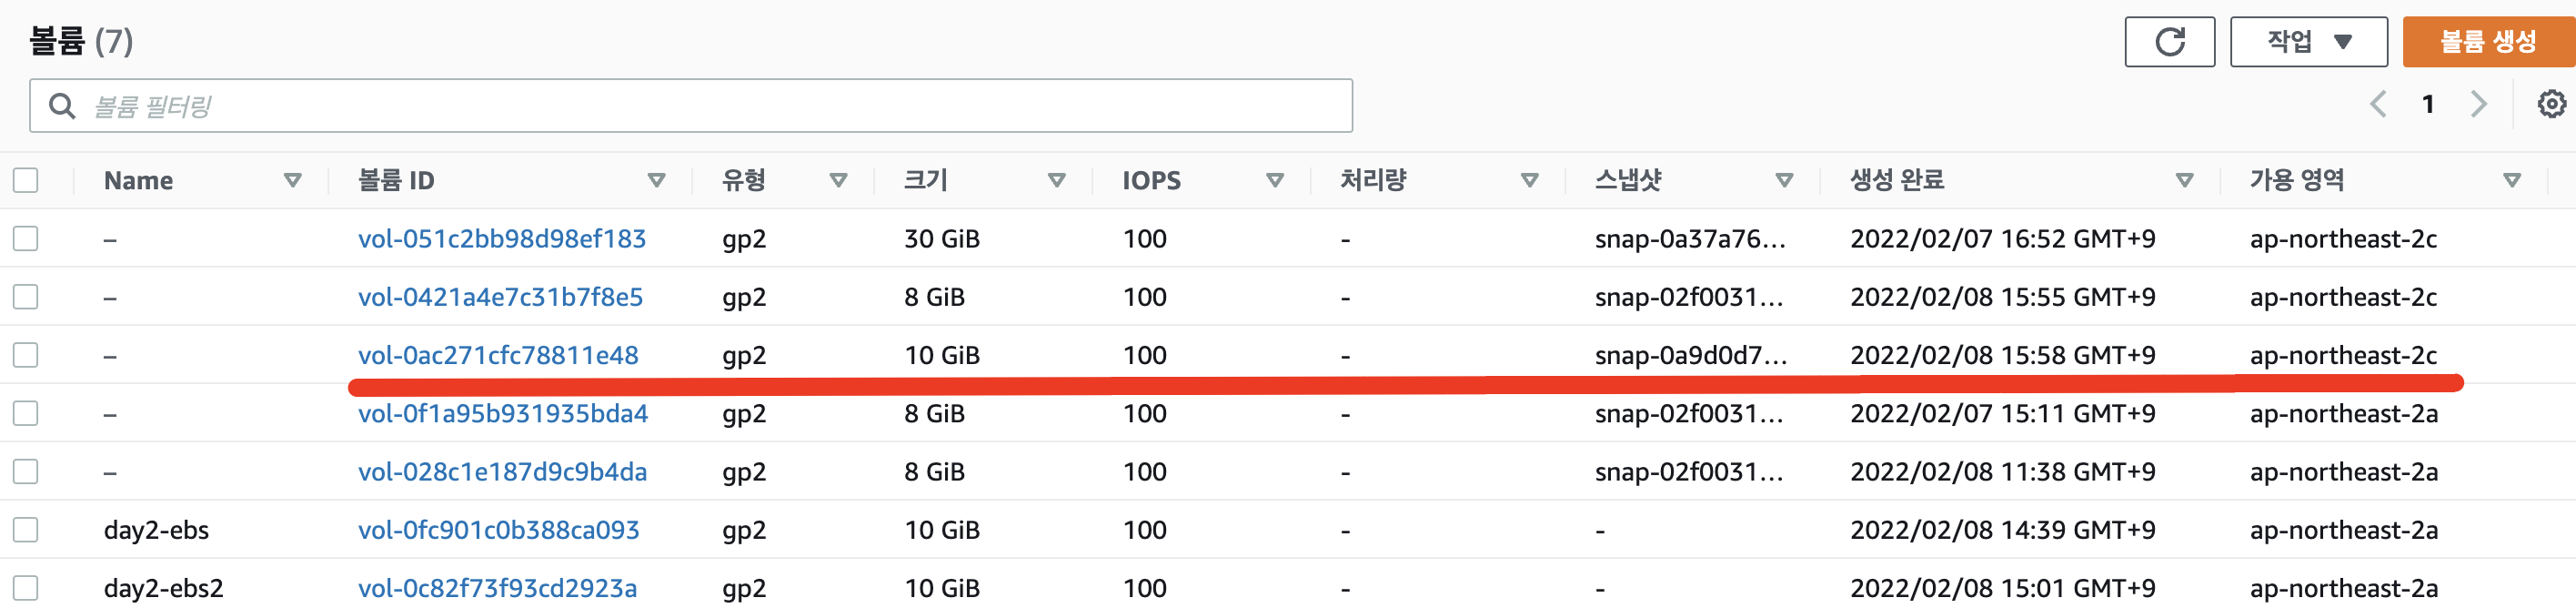 볼륨 (7) 작업 볼륨 생성
볼륨 필터링 1
Name 볼륨 ID 유형 크기 IOPS 처리량 스냅샷 생성 완료 가용 영역
– vol-051c2bb98d98ef183 gp2 30 GiB 100 - snap-0a37a76... 2022/02/07 16:52 GMT+9 ap-northeast-2c
– vol-0421a4e7c31b7f8e5 gp2 8 GiB 100 - snap-02f0031... 2022/02/08 15:55 GMT+9 ap-northeast-2c
– vol-0ac271cfc78811e48 gp2 10 GiB 100 - snap-0a9d0d7... 2022/02/08 15:58 GMT+9 ap-northeast-2c
– vol-0f1a95b931935bda4 gp2 8 GiB 100 - snap-02f0031... 2022/02/07 15:11 GMT+9 ap-northeast-2a
– vol-028c1e187d9c9b4da gp2 8 GiB 100 - snap-02f0031... 2022/02/08 11:38 GMT+9 ap-northeast-2a
day2-ebs vol-0fc901c0b388ca093 gp2 10 GiB 100 - - 2022/02/08 14:39 GMT+9 ap-northeast-2a
day2-ebs2 vol-0c82f73f93cd2923a gp2 10 GiB 100 - - 2022/02/08 15:01 GMT+9 ap-northeast-2a